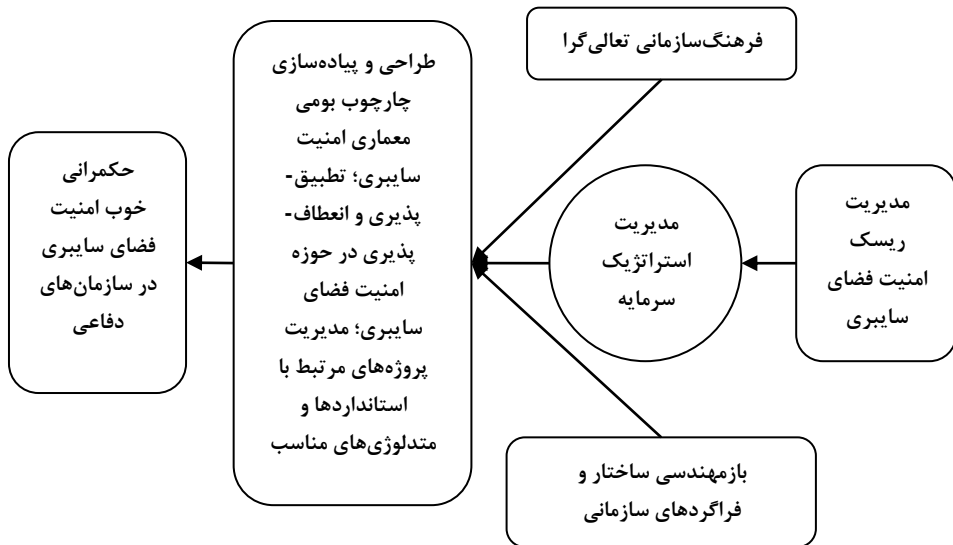 فرهنگ‌سازمانی تعالی‌گرا
مدیریت
ریسک
امنیت فضای
سایبری
مدیریت
استراتژیک
سرمایه
بازمهندسی ساختار و
فراگردهای سازمانی
طراحی و پیاده‌سازی
چارچوب بومی
معماری امنیت
سایبری؛ تطبیق-
پذیری و انعطاف-
پذیری در حوزه
امنیت فضای
سایبری؛ مدیریت
پروژه‌های مرتبط با
استانداردها و
متدلوژی‌های مناسب
حکمرانی
خوب امنیت
فضای سایبری
در سازمان‌های
دفاعی